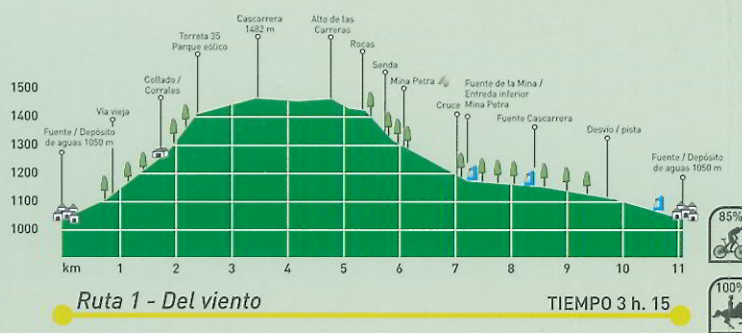 Cascarrera
1482 m
Alto de las
Carreras
Torreta 35
Parque eólico
Rocas
Senda
Collado /
Corrales
Mina Petra
Fuente de la Mina /
Entreda inferior
Mina Petra
Vía vieja
Cruce
Fuente Cascarrera
Desvio / pista
Fuente / Depósito
de aguas 1050 m
Fuente / Depósito
de aguas 1050 m
1500
1400
1300
1200
1100
1000
km 1 2 3 4 5 6 7 8 9 10 11
85%
100%
Ruta 1 - Del viento
TIEMPO 3 h. 15